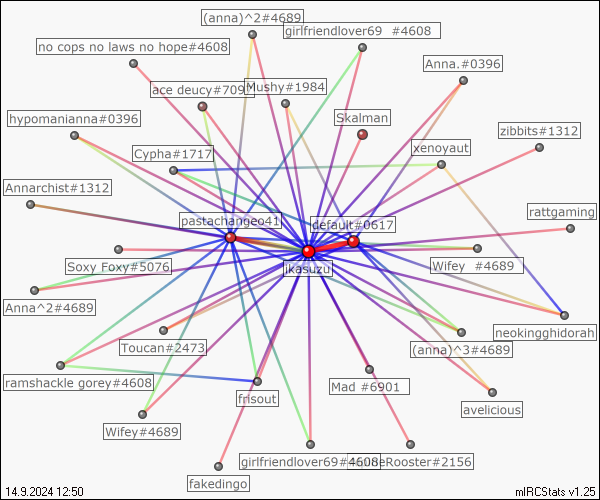 (anna)^2#4689
girlfriendlover69 #4608
no cops no laws no hope#4608
Anna.#0396
ace deucy#709
Mushy#1984
hypomanianna#0396
Skalman
zibbits#1312
xenoyaut
Cypha#1717
Annarchist#1312
pastachangeo41
default#0617
rattgaming
Soxy Foxy#5076
jkasuzu
Wifey #4689
Anna^2#4689
neokingghidorah
Toucan#2473
(anna)^3#4689
ramshackle gorey#4608
Mad #6901
frisout
avelicious
Wifey#4689
girlfriendlover69#4608
Rooster#2156
fakedingo
14.9.2024 12:50
mIRCStats v1.25